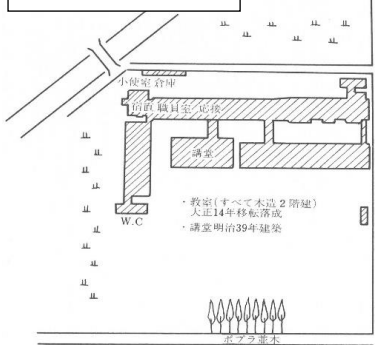 小使室 倉庫
宿直 職員室 応接
講堂
W.C
・教室(すべて木造2階建)
大正14年移転落成
・講堂明治39年建築
ポプラ並木